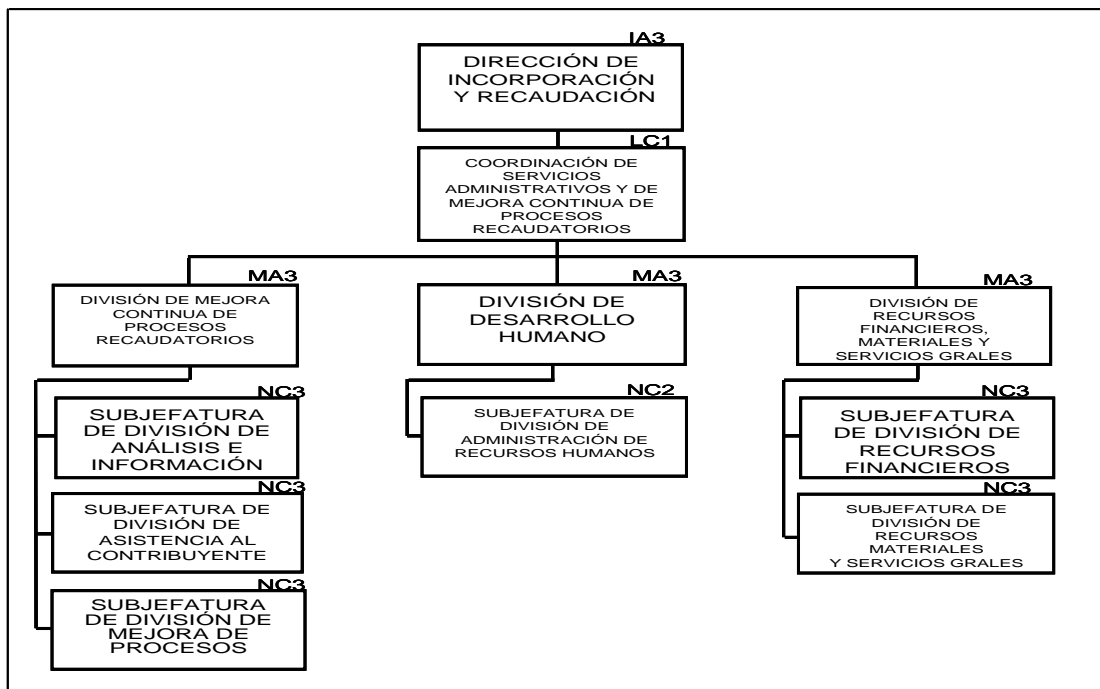 IA3
DIRECCIÓN DE
INCORPORACIÓN
Y RECAUDACIÓN
LC1
COORDINACIÓN DE
SERVICIOS
ADMINISTRATIVOS Y DE
MEJORA CONTINUA DE
PROCESOS
RECAUDATORIOS
MA3
DIVISIÓN DE MEJORA
CONTINUA DE
PROCESOS
RECAUDATORIOS
NC3
SUBJEFATURA
DE DIVISIÓN DE
ANÁLISIS E
INFORMACIÓN
NC3
SUBJEFATURA DE
DIVISIÓN DE
ASISTENCIA AL
CONTRIBUYENTE
NC3
SUBJEFATURA
DE DIVISIÓN DE
MEJORA DE
PROCESOS
MA3
DIVISIÓN DE
DESARROLLO
HUMANO
NC2
SUBJEFATURA DE
DIVISIÓN DE
ADMINISTRACIÓN DE
RECURSOS HUMANOS
MA3
DIVISIÓN DE
RECURSOS
FINANCIEROS,
MATERIALES Y
SERVICIOS GRALES
NC3
SUBJEFATURA
DE DIVISIÓN DE
RECURSOS
FINANCIEROS
NC3
SUBJEFATURA DE
DIVISIÓN DE
RECURSOS
MATERIALES
Y SERVICIOS GRALES